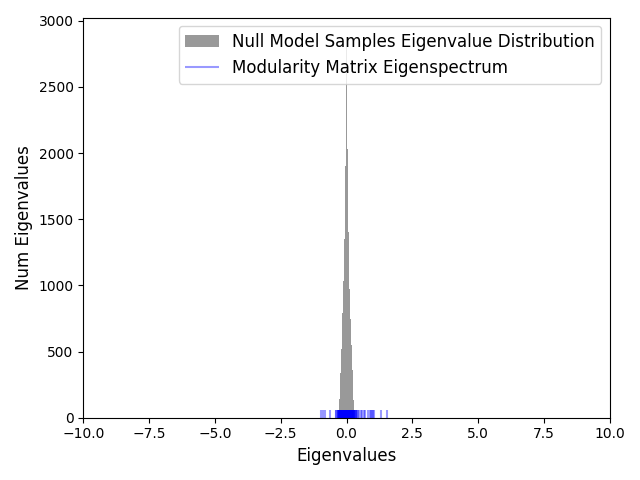 Null Model Samples Eigenvalue Distribution
Modularity Matrix Eigenspectrum
Num Eigenvalues
3000
2500
2000
1500
1000
500
0
−10.0 −7.5 −5.0 −2.5 0.0 2.5 5.0 7.5 10.0
Eigenvalues